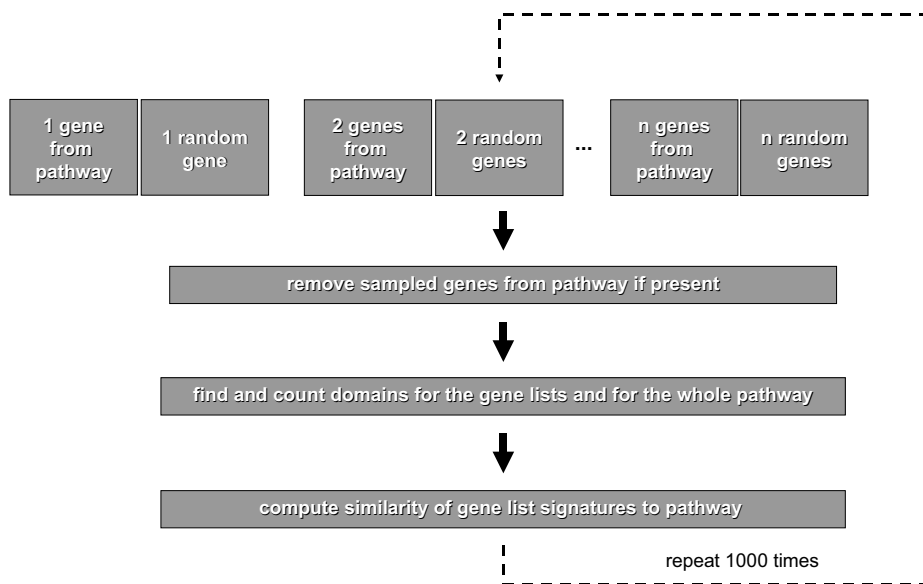 1 gene
from
pathway
1 random
gene
2 genes
from
pathway
2 random
genes
...
n genes
from
pathway
n random
genes
remove sampled genes from pathway if present
find and count domains for the gene lists and for the whole pathway
compute similarity of gene list signatures to pathway
repeat 1000 times